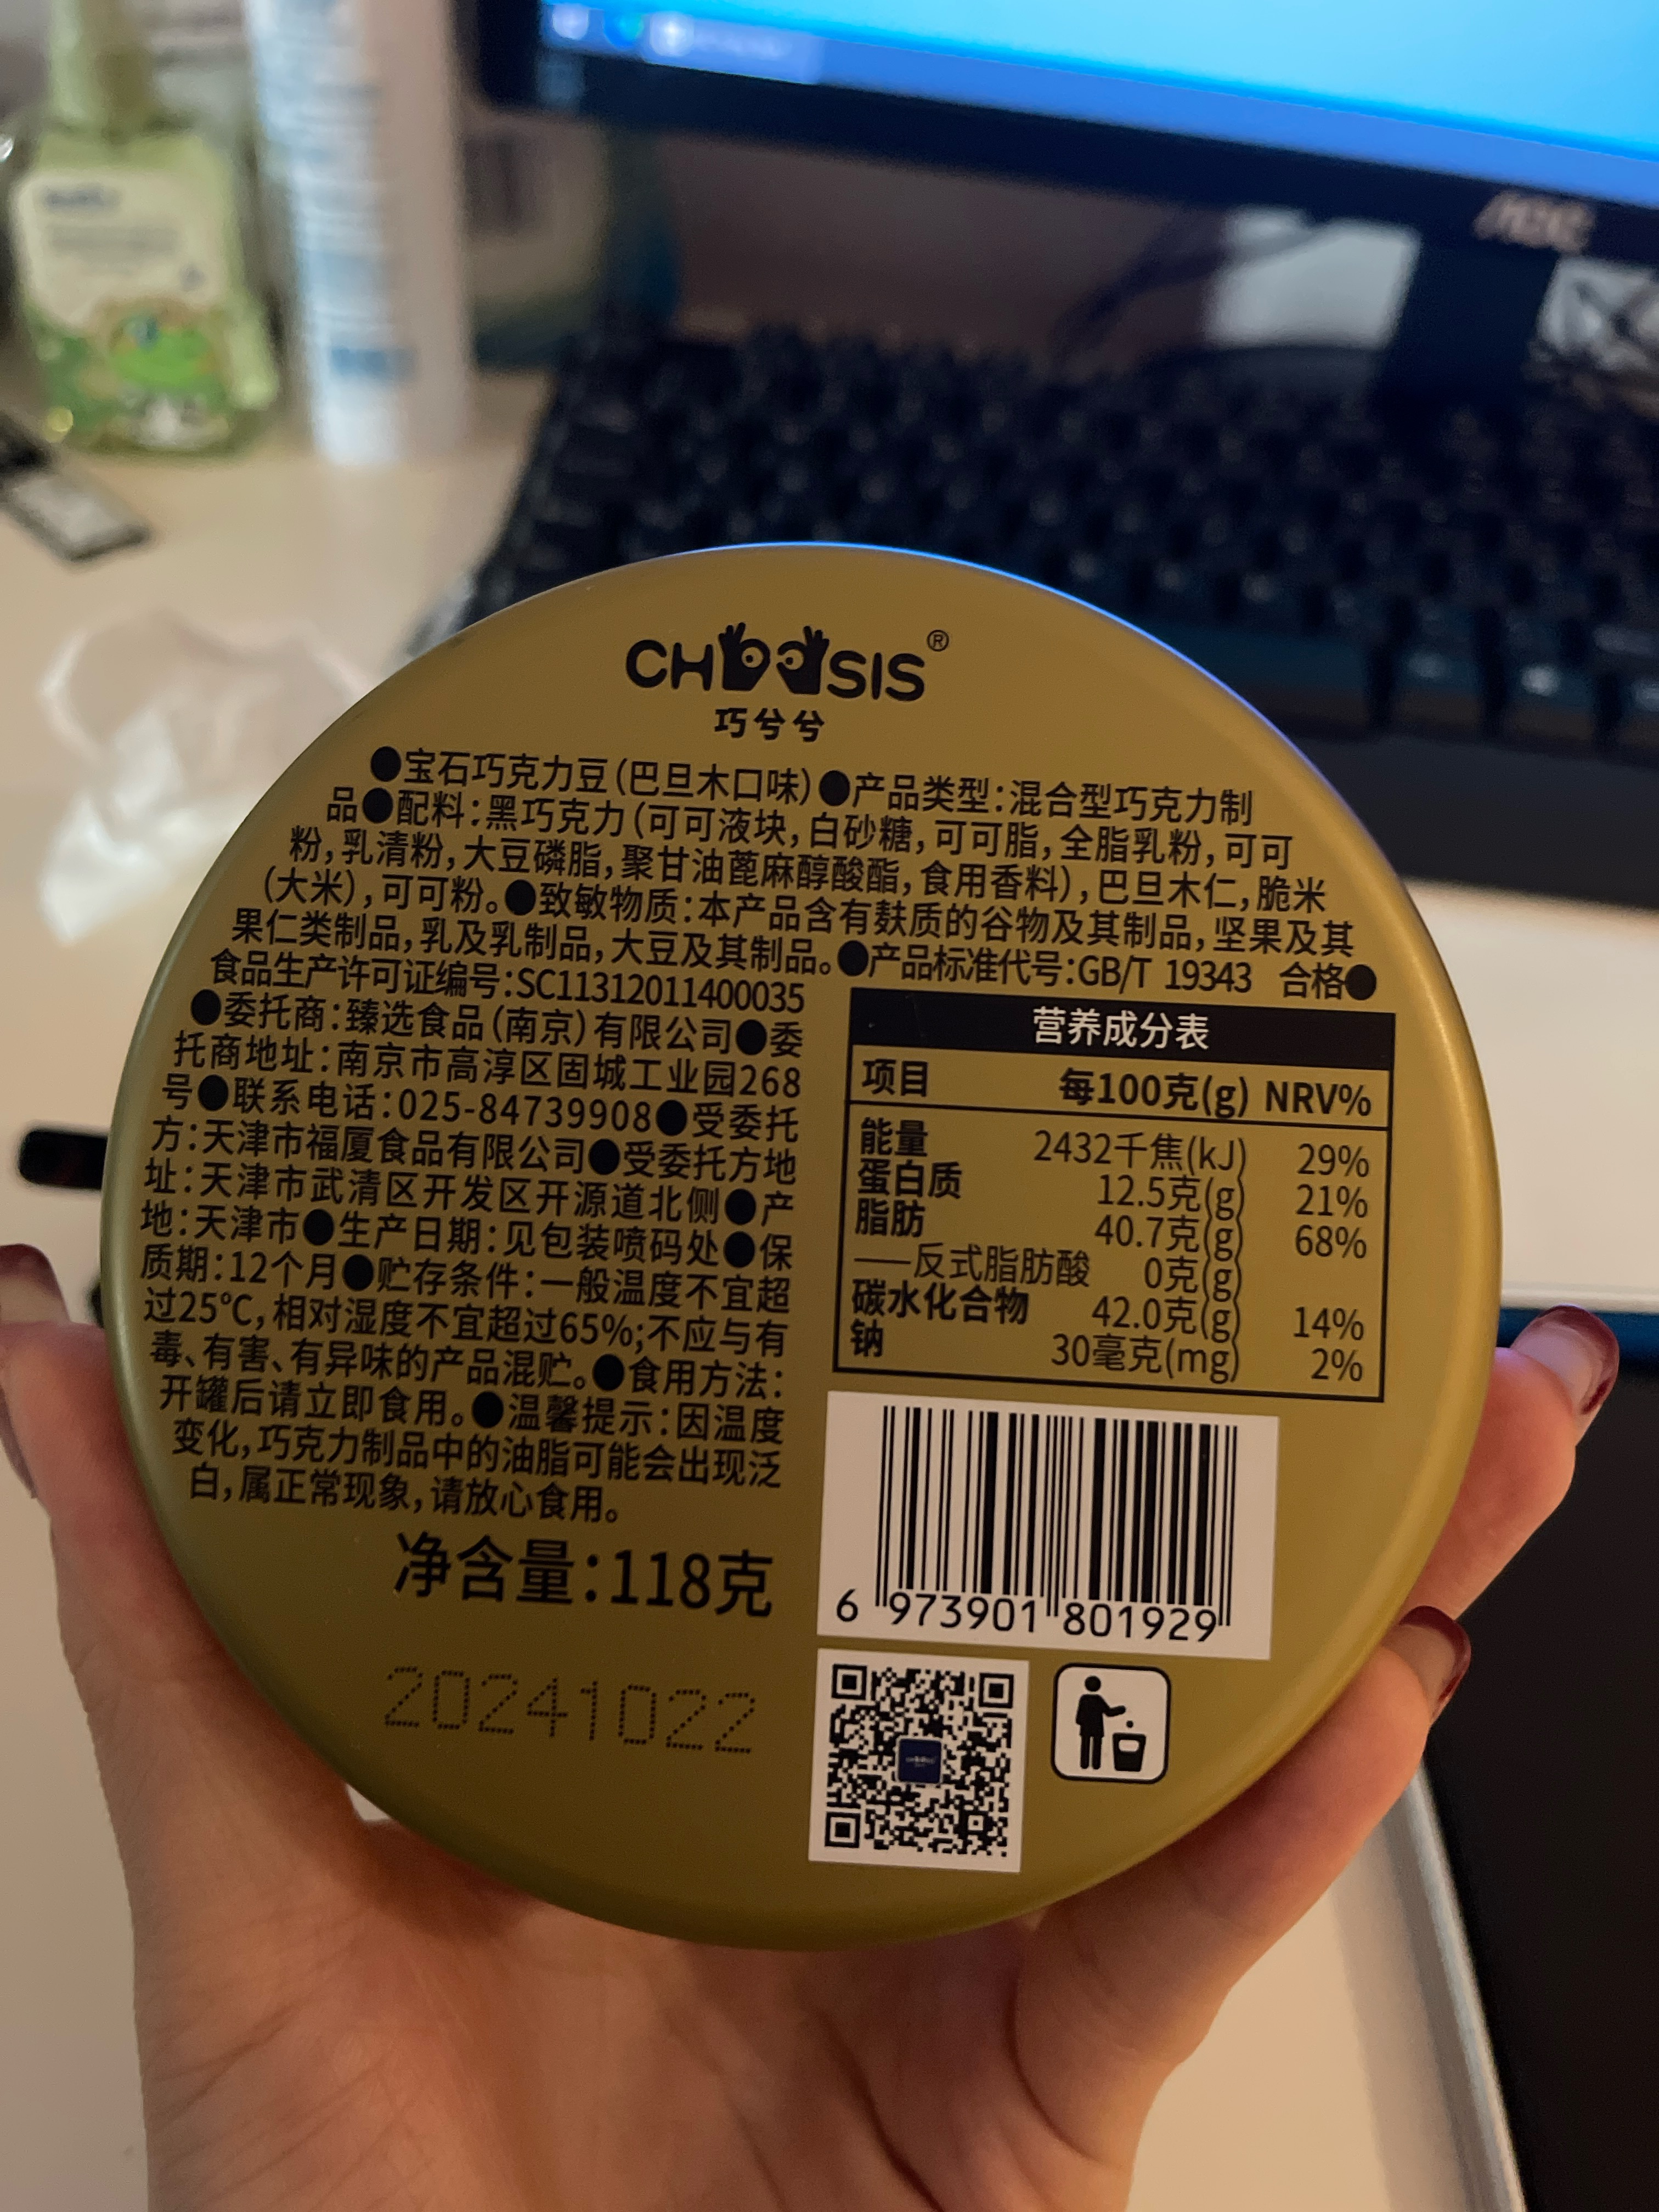 CHOOSIS®
巧兮兮
●宝石巧克力豆(巴旦木口味)●产品类型:混合型巧克力制
品●配料:黑巧克力(可可液块,白砂糖,可可脂,全脂乳粉,可可
粉,乳清粉,大豆磷脂,聚甘油蓖麻醇酸酯,食用香料),巴旦木仁,脆米
(大米),可可粉。●致敏物质:本产品含有麸质的谷物及其制品,坚果及其
果仁类制品,乳及乳制品,大豆及其制品。●产品标准代号:GB/T 19343 合格●
食品生产许可证编号:SC11312011400035
●委托商:臻选食品(南京)有限公司●委
托商地址:南京市高淳区固城工业园268
号●联系电话:025-84739908●受委托
方:天津市福厦食品有限公司●受委托方地
址:天津市武清区开发区开源道北侧●产
地:天津市●生产日期:见包装喷码处●保
质期:12个月●贮存条件:一般温度不宜超
过25℃,相对湿度不宜超过65%;不应与有
毒、有害、有异味的产品混贮。●食用方法:
开罐后请立即食用。●温馨提示:因温度
变化,巧克力制品中的油脂可能会出现泛
白,属正常现象,请放心食用。
净含量:118克
20241022
营养成分表
项目 每100克(g) NRV%
能量 2432千焦(kJ) 29%
蛋白质 12.5克(g) 21%
脂肪 40.7克(g) 68%
——反式脂肪酸 0克(g)
碳水化合物 42.0克(g) 14%
钠 30毫克(mg) 2%
6 973901 801929
AOC